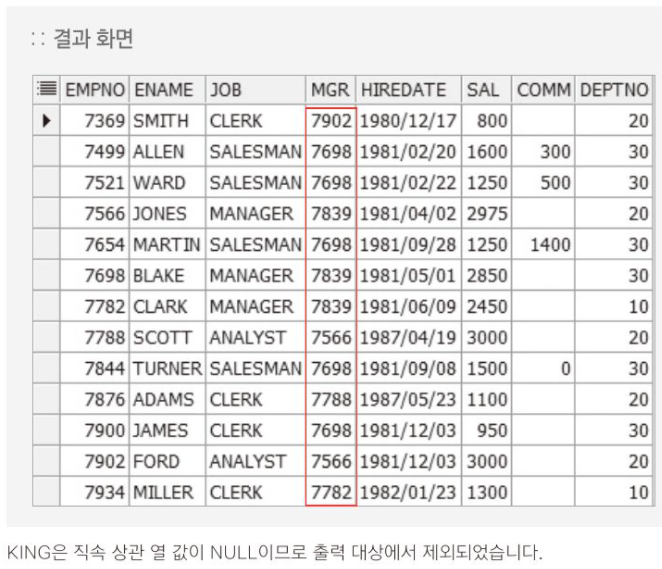 :: 결과 화면
EMPNO ENAME JOB MGR HIREDATE SAL COMM DEPTNO
7369 SMITH CLERK 7902 1980/12/17 800 20
7499 ALLEN SALESMAN 7698 1981/02/20 1600 300 30
7521 WARD SALESMAN 7698 1981/02/22 1250 500 30
7566 JONES MANAGER 7839 1981/04/02 2975 20
7654 MARTIN SALESMAN 7698 1981/09/28 1250 1400 30
7698 BLAKE MANAGER 7839 1981/05/01 2850 30
7782 CLARK MANAGER 7839 1981/06/09 2450 10
7788 SCOTT ANALYST 7566 1987/04/19 3000 20
7844 TURNER SALESMAN 7698 1981/09/08 1500 0 30
7876 ADAMS CLERK 7788 1987/05/23 1100 20
7900 JAMES CLERK 7698 1981/12/03 950 30
7902 FORD ANALYST 7566 1981/12/03 3000 20
7934 MILLER CLERK 7782 1982/01/23 1300 10
KING은 직속 상관 열 값이 NULL이므로 출력 대상에서 제외되었습니다.